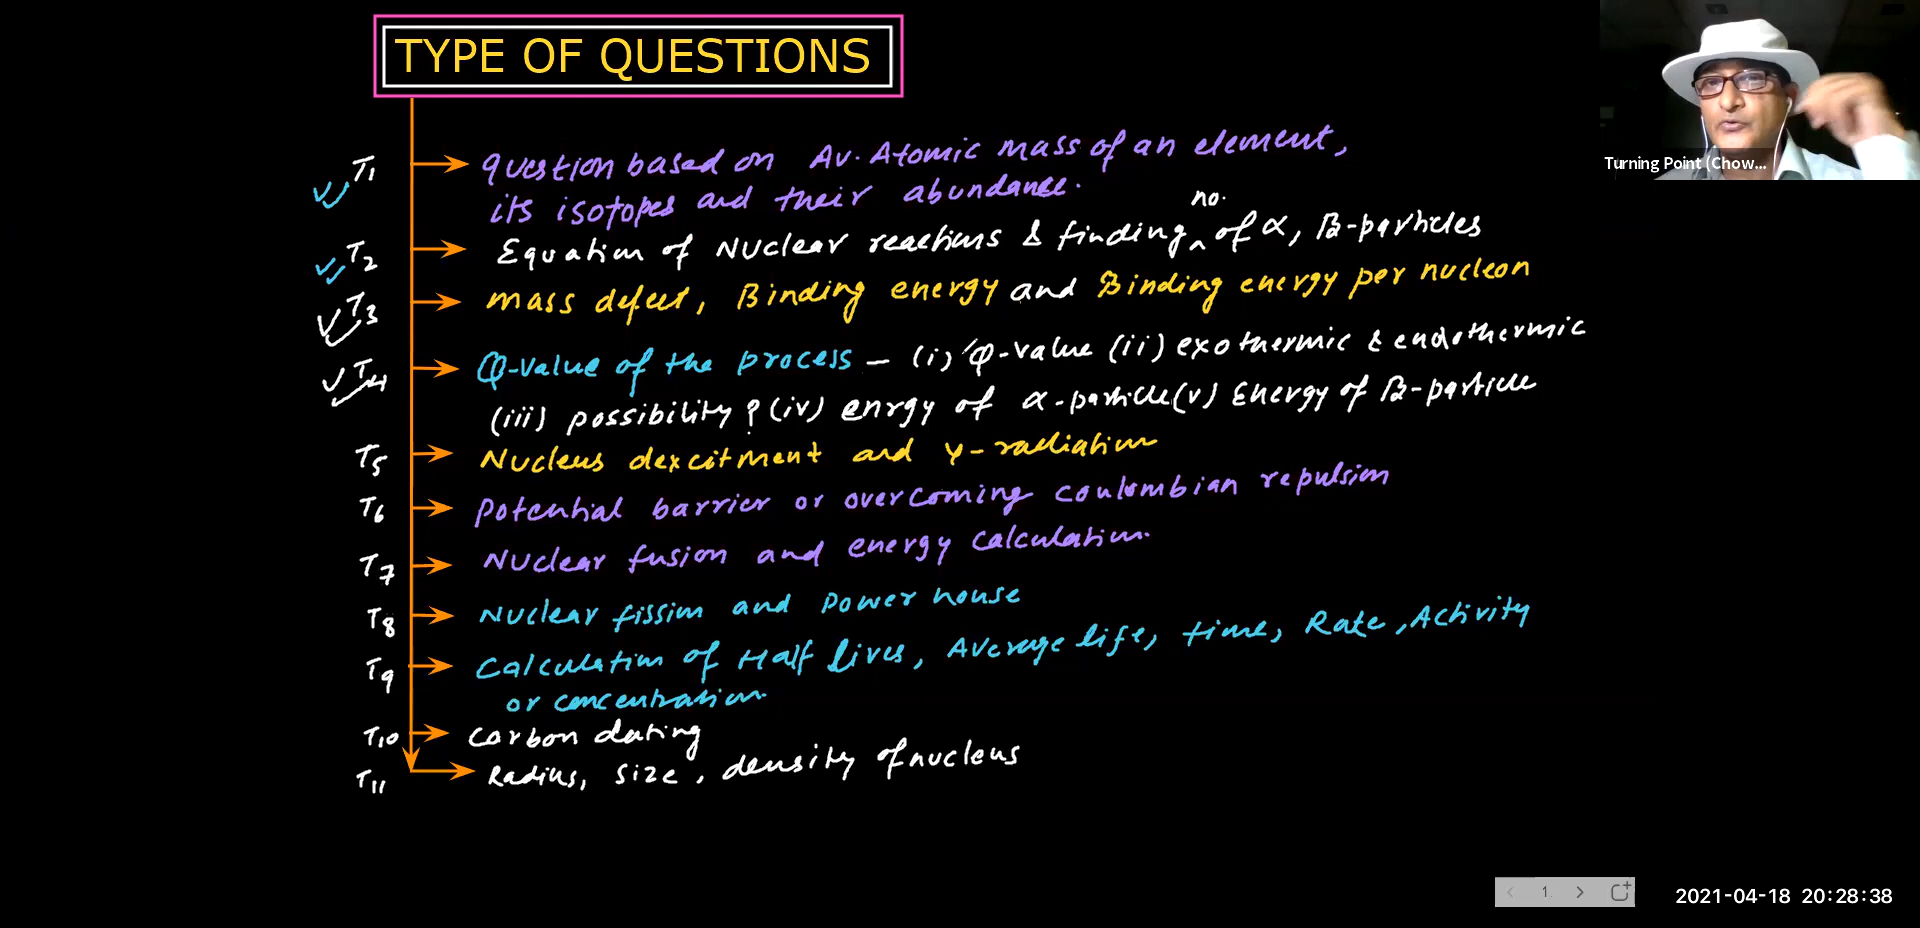 TYPE OF QUESTIONS
T1 question based on Av. Atomic mass of an element,
its isotopes and their abundance.
no.
T2 Equation of Nuclear reactions & finding ^ of α, β-particles
T3 mass defect, Binding energy and Binding energy per nucleon
T4 Q-value of the process – (i) Q-value (ii) exothermic & endothermic
(iii) possibility ? (iv) enrgy of α-particle (v) Energy of β-particle
T5 Nucleus dexcitment and γ-radiation
T6 Potential barrier or overcoming coulombian repulsion
T7 Nuclear fusion and energy calculation.
T8 Nuclear fission and power house
T9 Calculation of Half lives, Average life, time, Rate, Activity
or concentration.
T10 Carbon dating
T11 Radius, size, density of nucleus
Turning Point (Chow...
1
2021-04-18 20:28:38